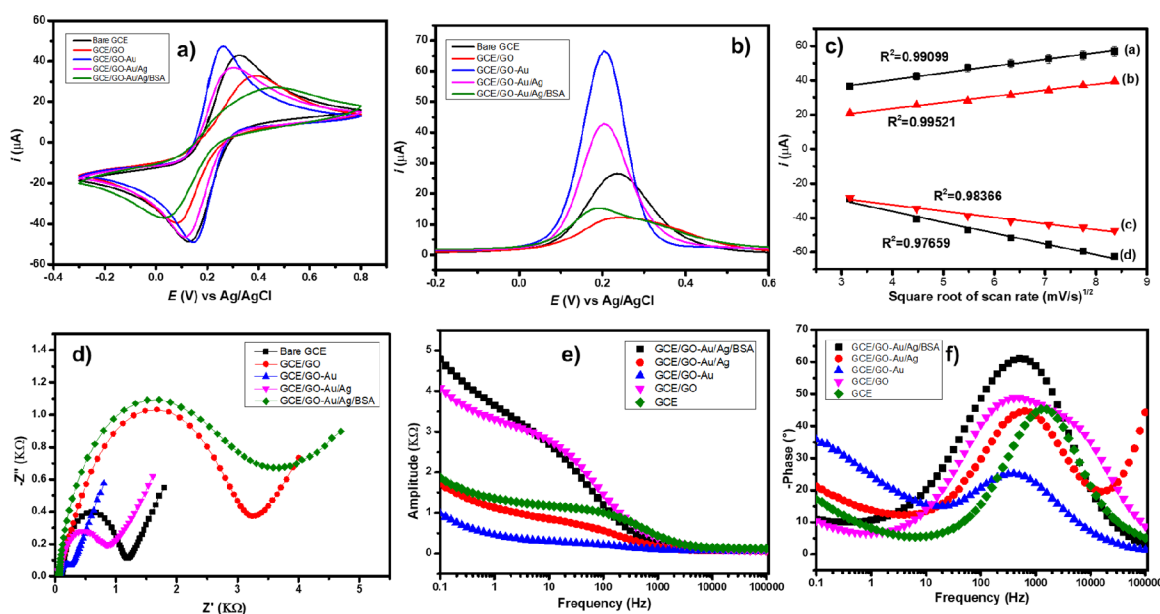 a)
Bare GCE
GCE/GO
GCE/GO-Au
GCE/GO-Au/Ag
GCE/GO-Au/Ag/BSA
60
40
20
0
-20
-40
-60
i (µA)
0.0 0.2 0.4 0.6 0.8
E (V) vs Ag/AgCl
b)
Bare GCE
GCE/GO
GCE/GO-Au
GCE/GO-Au/Ag
GCE/GO-Au/Ag/BSA
80
70
60
50
40
30
20
10
0
i (µA)
-0.2 0.0 0.2 0.4 0.6
E (V) vs Ag/AgCl
c)
R2=0.99099
(a)
(b)
R2=0.99521
R2=0.98366
(c)
R2=0.97659
(d)
80
40
0
-40
i (µA)
3 4 5 6 7 8 9
Square root of scan rate (mV/s)1/2
d)
Bare GCE
GCE/GO
GCE/GO-Au
GCE/GO-Au/Ag
GCE/GO-Au/Ag/BSA
1.4
1.2
1.0
0.8
0.6
0.4
0.2
0.0
-Z" (KΩ)
0 1 2 3 4 5
Z' (KΩ)
e)
GCE/GO-Au/Ag/BSA
GCE/GO-Au/Ag
GCE/GO-Au
GCE/GO
GCE
6
5
4
3
2
1
0
Amplitude (KΩ)
0.1 1 10 100 1000 10000 100000
Frequency (Hz)
f)
GCE/GO-Au/Ag/BSA
GCE/GO-Au/Ag
GCE/GO-Au
GCE/GO
GCE
70
60
50
40
30
20
10
0
-Phase (°)
0.1 1 10 100 1000 10000 100000
Frequency (Hz)